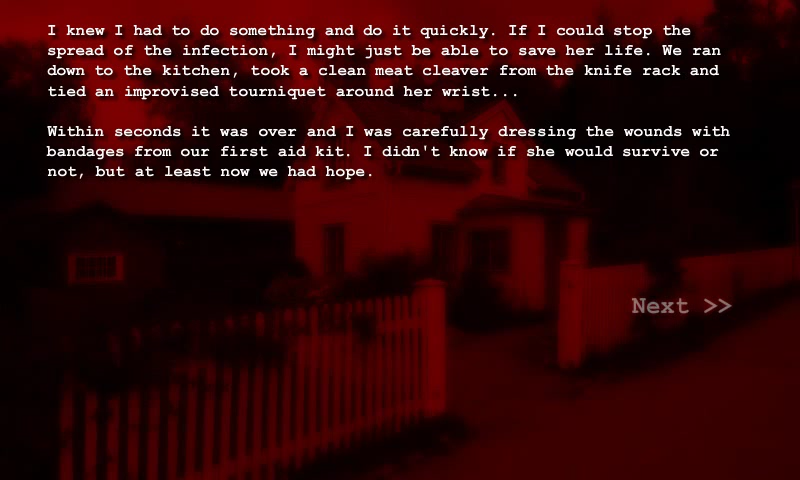 I knew I had to do something and do it quickly. If I could stop the
spread of the infection, I might just be able to save her life. We ran
down to the kitchen, took a clean meat cleaver from the knife rack and
tied an improvised tourniquet around her wrist...
Within seconds it was over and I was carefully dressing the wounds with
bandages from our first aid kit. I didn't know if she would survive or
not, but at least now we had hope.
Next >>